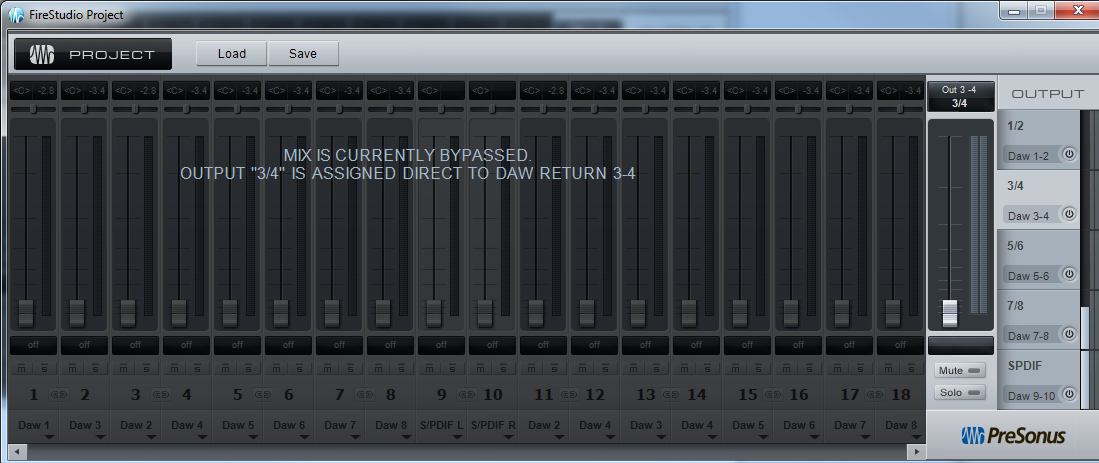 FireStudio Project
PROJECT Load Save
<C> -2.8 <C> -3.4 <C> -2.8 <C> -3.4 <C> -3.4 <C> -3.4 <C> -3.4 <C> -3.4 <C> <C> <C> -2.8 <C> -3.4 <C> -3.4 <C> -3.4 <C> -3.4 <C> -3.4 <C> -3.4 <C> -3.4
Out 3 -4
3/4
OUTPUT
MIX IS CURRENTLY BYPASSED.
OUTPUT "3/4" IS ASSIGNED DIRECT TO DAW RETURN 3-4
1/2
Daw 1-2
3/4
Daw 3-4
5/6
Daw 5-6
7/8
Daw 7-8
SPDIF
Daw 9-10
off off off off off off off off off off off off off off off off off off
m s m s m s m s m s m s m s m s m s m s m s m s m s m s m s m s m s m s
Mute
Solo
1 2 3 4 5 6 7 8 9 10 11 12 13 14 15 16 17 18
Daw 1 Daw 3 Daw 2 Daw 4 Daw 5 Daw 6 Daw 7 Daw 8 S/PDIF L S/PDIF R Daw 2 Daw 2 Daw 3 Daw 4 Daw 5 Daw 6 Daw 7 Daw 8
PreSonus